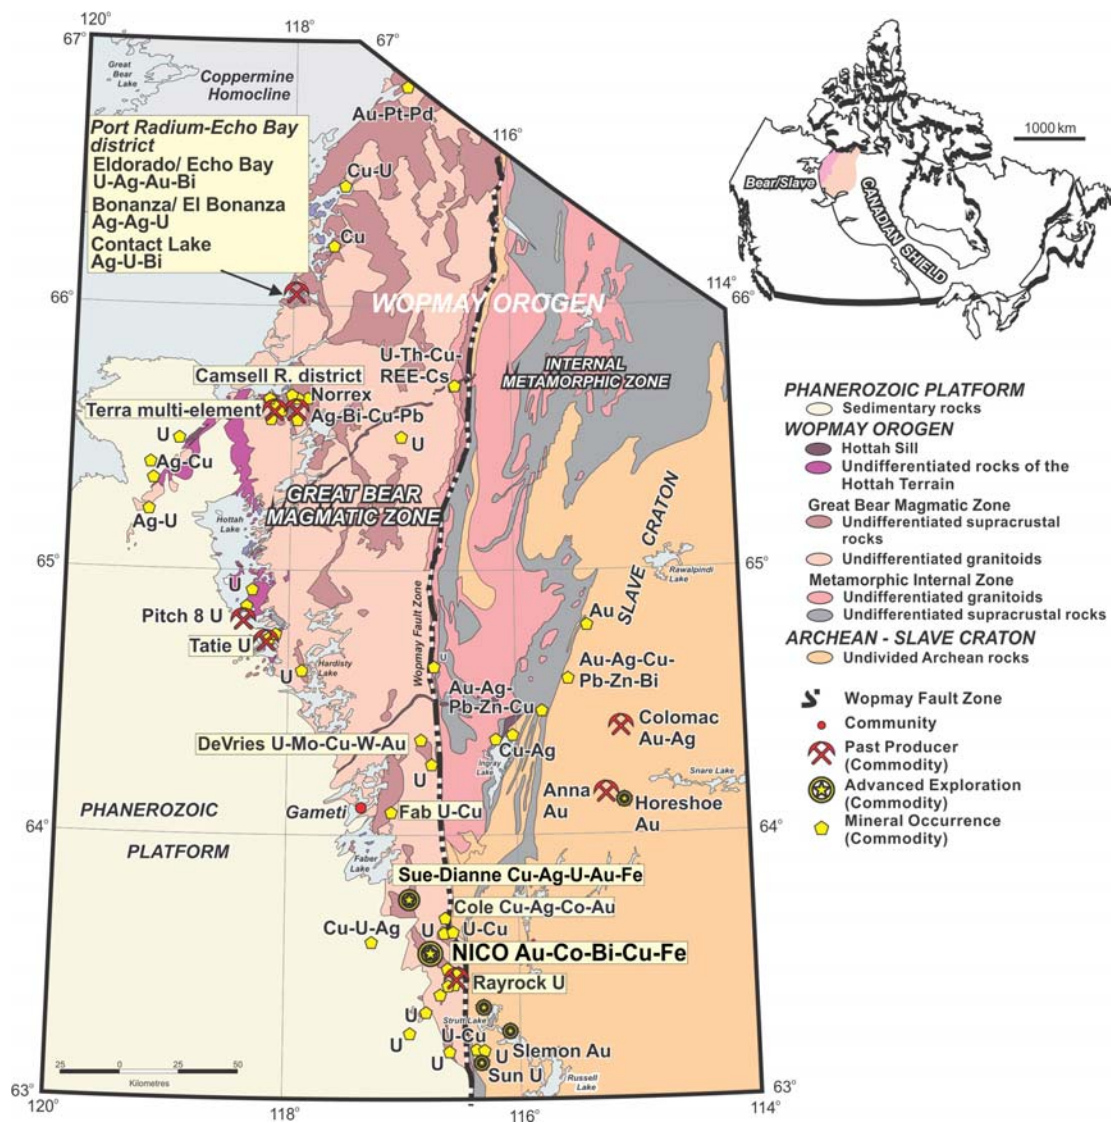 120°
118°
67°
67°
Great
Bear
Lake
Coppermine
Homocline
Au-Pt-Pd
116°
Port Radium-Echo Bay
district
Eldorado/ Echo Bay
U-Ag-Au-Bi
Bonanza/ El Bonanza
Ag-Ag-U
Contact Lake
Ag-U-Bi
Cu-U
Cu
114°
66°
66°
WOPMAY OROGEN
INTERNAL
METAMORPHIC ZONE
U-Th-Cu-
REE-Cs
Camsell R. district
Norrex
Terra multi-element
Ag-Bi-Cu-Pb
U
U
Ag-Cu
Ag-U
GREAT BEAR
MAGMATIC ZONE
Hottah
Lake
SLAVE CRATON
65°
65°
Rawalpindi
Lake
U
Pitch 8 U
Tatie U
U
Hardisty
Lake
Wopmay Fault Zone
U
Au
Au-Ag-Cu-
Pb-Zn-Bi
Au-Ag-
Pb-Zn-Cu
Colomac
Au-Ag
DeVries U-Mo-Cu-W-Au
U
Cu-Ag
Ingray
Lake
Snare Lake
Anna
Au
Horeshoe
Au
Gameti
Fab U-Cu
PHANEROZOIC
PLATFORM
64°
64°
Faber
Lake
Sue-Dianne Cu-Ag-U-Au-Fe
Cole Cu-Ag-Co-Au
Cu-U-Ag
U
U-Cu
NICO Au-Co-Bi-Cu-Fe
Rayrock U
U
Strutt Lake
U
U-Cu
U
U
Slemon Au
Sun U
Russell
Lake
25 0 25 50
Kilometres
63°
63°
120°
118°
116°
114°
1000 km
Bear/Slave
CANADIAN SHIELD
PHANEROZOIC PLATFORM
Sedimentary rocks
WOPMAY OROGEN
Hottah Sill
Undifferentiated rocks of the
Hottah Terrain
Great Bear Magmatic Zone
Undifferentiated supracrustal
rocks
Undifferentiated granitoids
Metamorphic Internal Zone
Undifferentiated granitoids
Undifferentiated supracrustal rocks
ARCHEAN - SLAVE CRATON
Undivided Archean rocks
Wopmay Fault Zone
Community
Past Producer
(Commodity)
Advanced Exploration
(Commodity)
Mineral Occurrence
(Commodity)